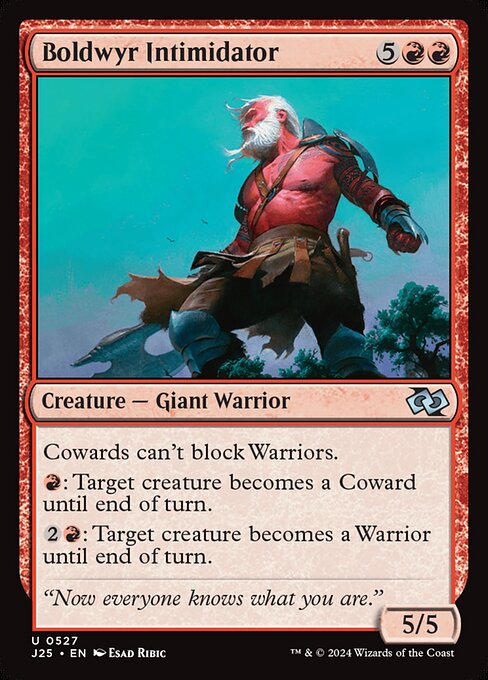 Boldwyr Intimidator 5
Creature — Giant Warrior
Cowards can't block Warriors.
: Target creature becomes a Coward
until end of turn.
2 : Target creature becomes a Warrior
until end of turn.
“Now everyone knows what you are.”
5/5
U 0527
J25 • EN Esad Ribic
™ & © 2024 Wizards of the Coast